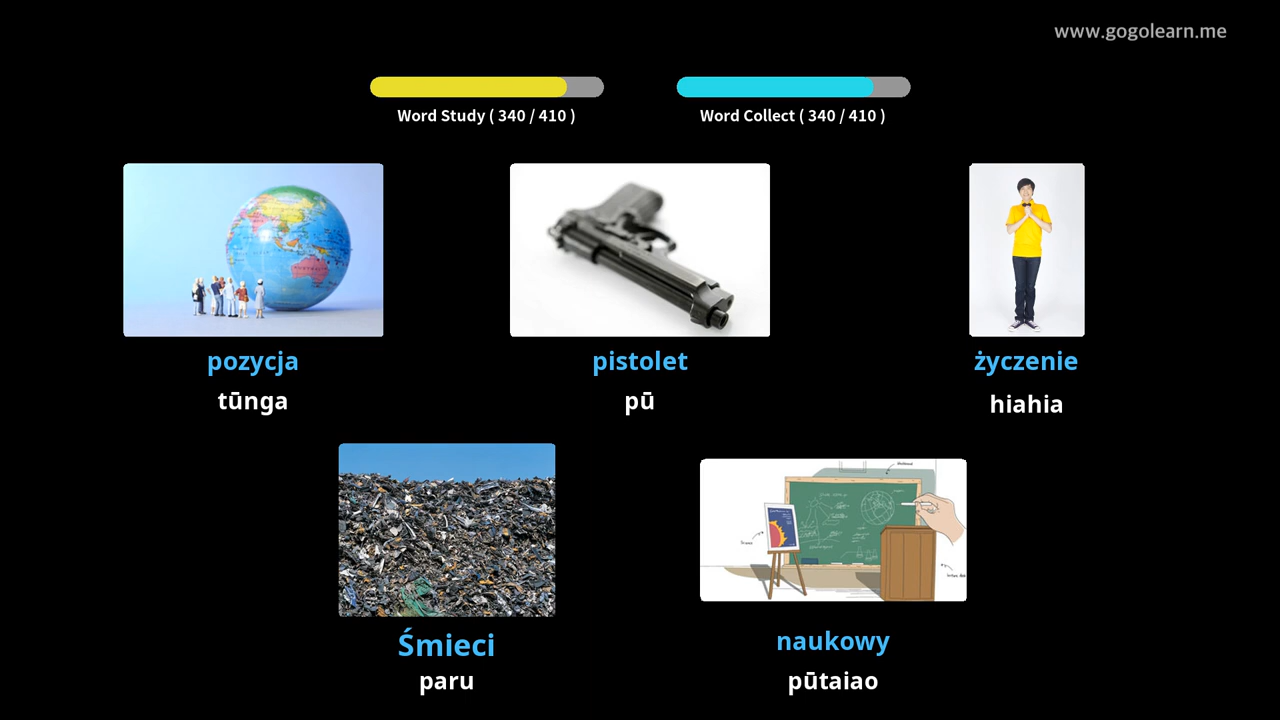 www.gogolearn.me
Word Study ( 340 / 410 )
Word Collect ( 340 / 410 )
pozycja
tūnga
pistolet
pū
życzenie
hiahia
Śmieci
paru
naukowy
pūtaiao